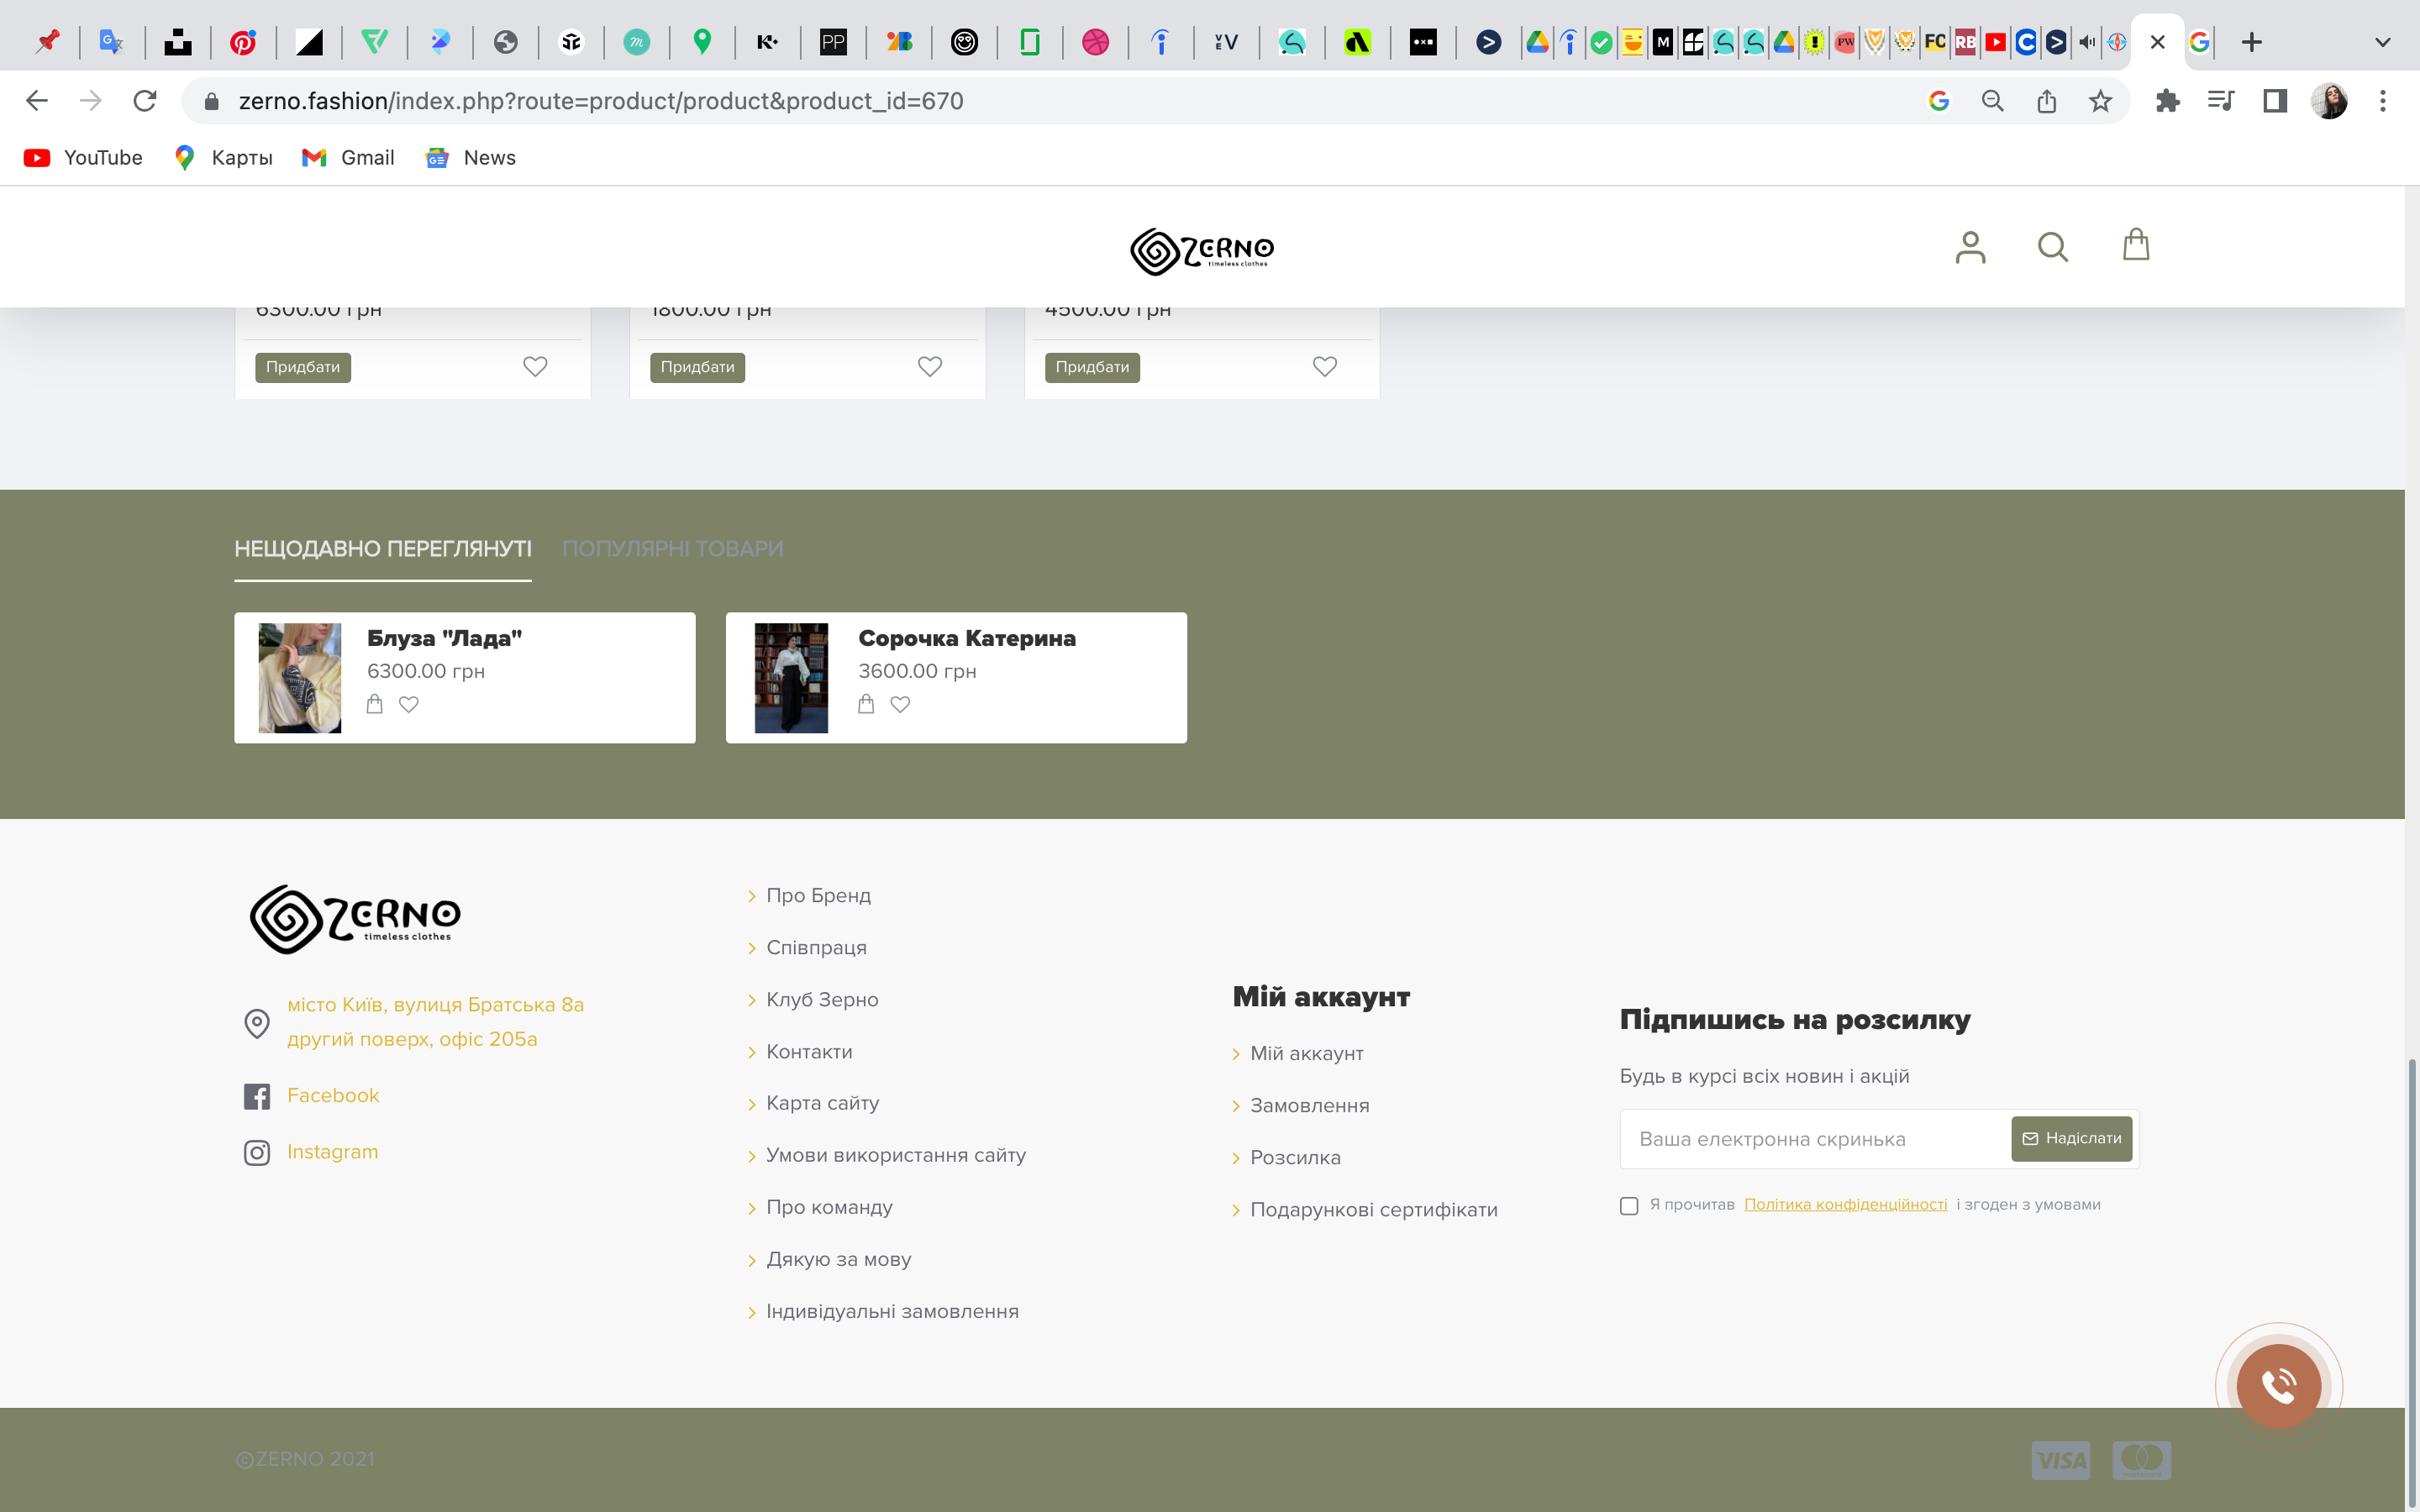 zerno.fashion/index.php?route=product/product&product_id=670
YouTube
Карты
Gmail
News
ZERNO
timeless clothes
6300.00 грн
1800.00 грн
4500.00 грн
Придбати
Придбати
Придбати
НЕЩОДАВНО ПЕРЕГЛЯНУТІ
ПОПУЛЯРНІ ТОВАРИ
Блуза "Лада"
6300.00 грн
Сорочка Катерина
3600.00 грн
ZERNO
timeless clothes
місто Київ, вулиця Братська 8а
другий поверх, офіс 205а
Facebook
Instagram
Про Бренд
Співпраця
Клуб Зерно
Контакти
Карта сайту
Умови використання сайту
Про команду
Дякую за мову
Індивідуальні замовлення
Мій аккаунт
Мій аккаунт
Замовлення
Розсилка
Подарункові сертифікати
Підпишись на розсилку
Будь в курсі всіх новин і акцій
Ваша електронна скринька
Надіслати
Я прочитав Політика конфіденційності і згоден з умовами
©ZERNO 2021
VISA